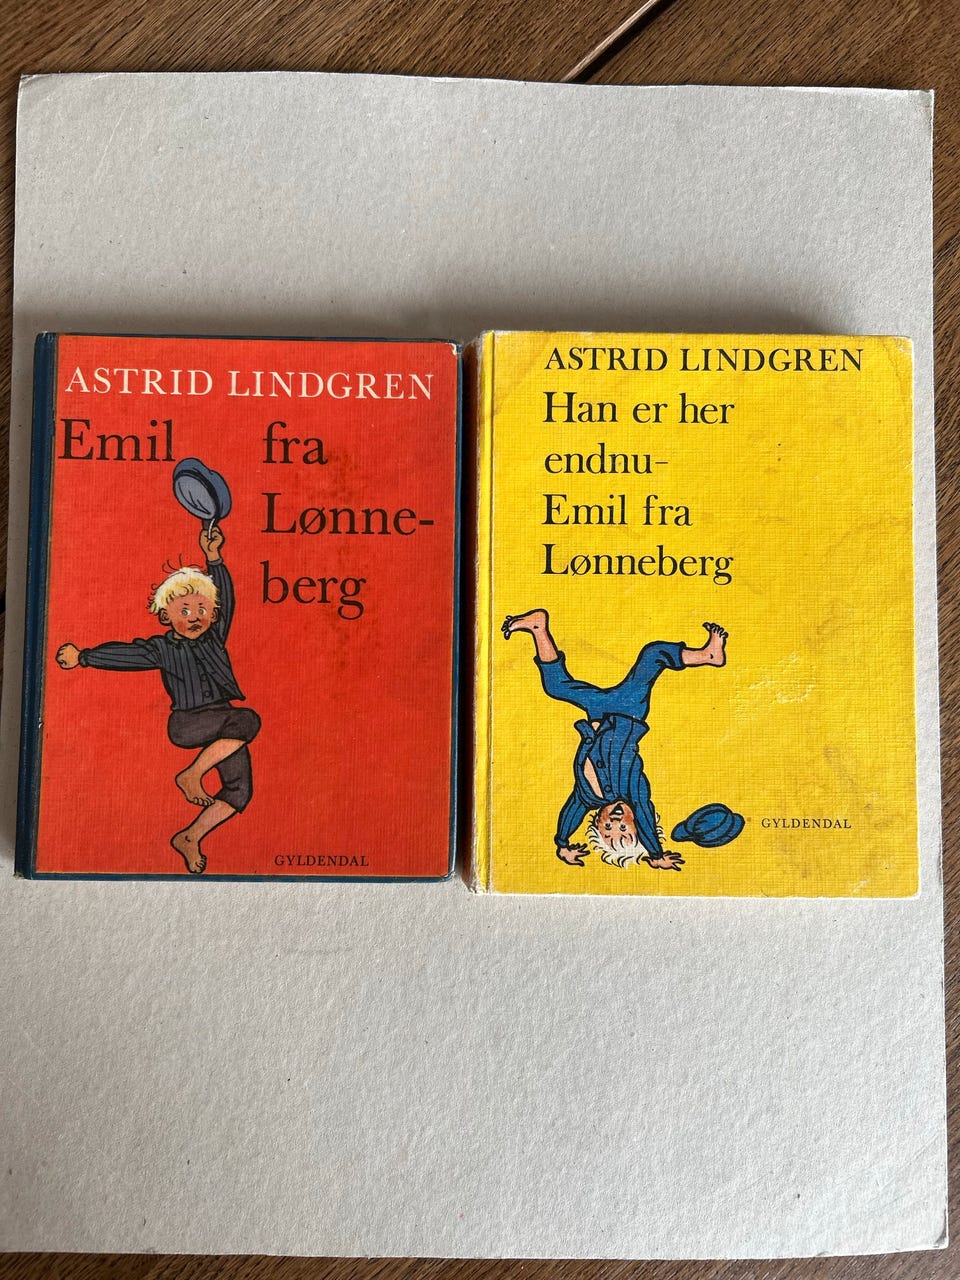 ASTRID LINDGREN
Emil fra
Lønne-
berg
GYLDENDAL
ASTRID LINDGREN
Han er her
endnu-
Emil fra
Lønneberg
GYLDENDAL